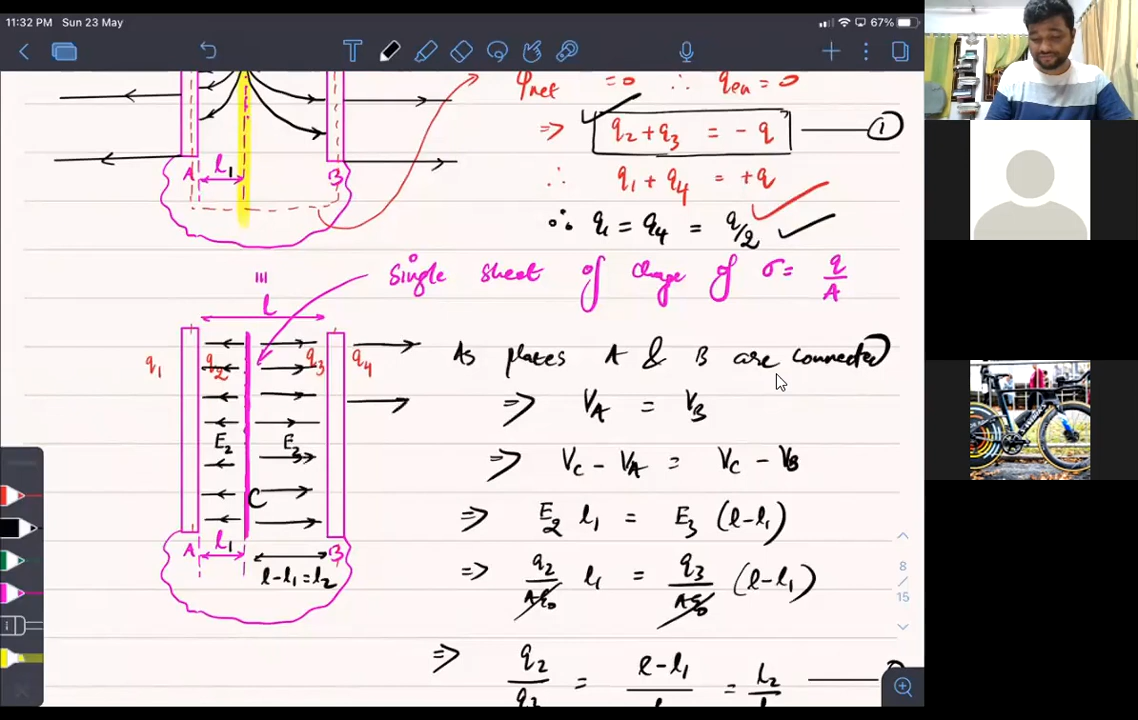 11:32 PM Sun 23 May
67%
φnet = 0 ∴ qen = 0
⇒ q2 + q3 = - q ——— ①
∴ q1 + q4 = +q
∴ q1 = q4 = q/2
A l1 B
Single sheet of charge of σ = q/A
l
q1 q2 q3 q4
As plates A & B are connected
⇒ VA = VB
E2 E3
⇒ VC - VA = VC - VB
C
⇒ E2 l1 = E3 (l-l1)
A l1 B
l-l1 = l2
⇒ q2/Aε0 l1 = q3/Aε0 (l-l1)
8
/
15
⇒ q2 = l-l1 = l2